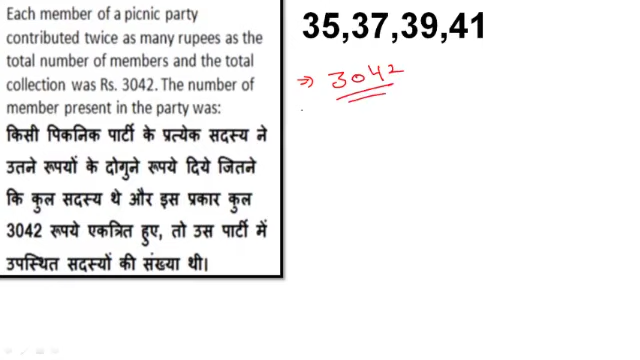 Each member of a picnic party
contributed twice as many rupees as the
total number of members and the total
collection was Rs. 3042. The number of
member present in the party was:
किसी पिकनिक पार्टी के प्रत्येक सदस्य ने
उतने रूपयों के दोगुने रूपये दिये जितने
कि कुल सदस्य थे और इस प्रकार कुल
3042 रूपये एकत्रित हुए, तो उस पार्टी में
उपस्थित सदस्यों की संख्या थी।
35,37,39,41
⇒ 3042